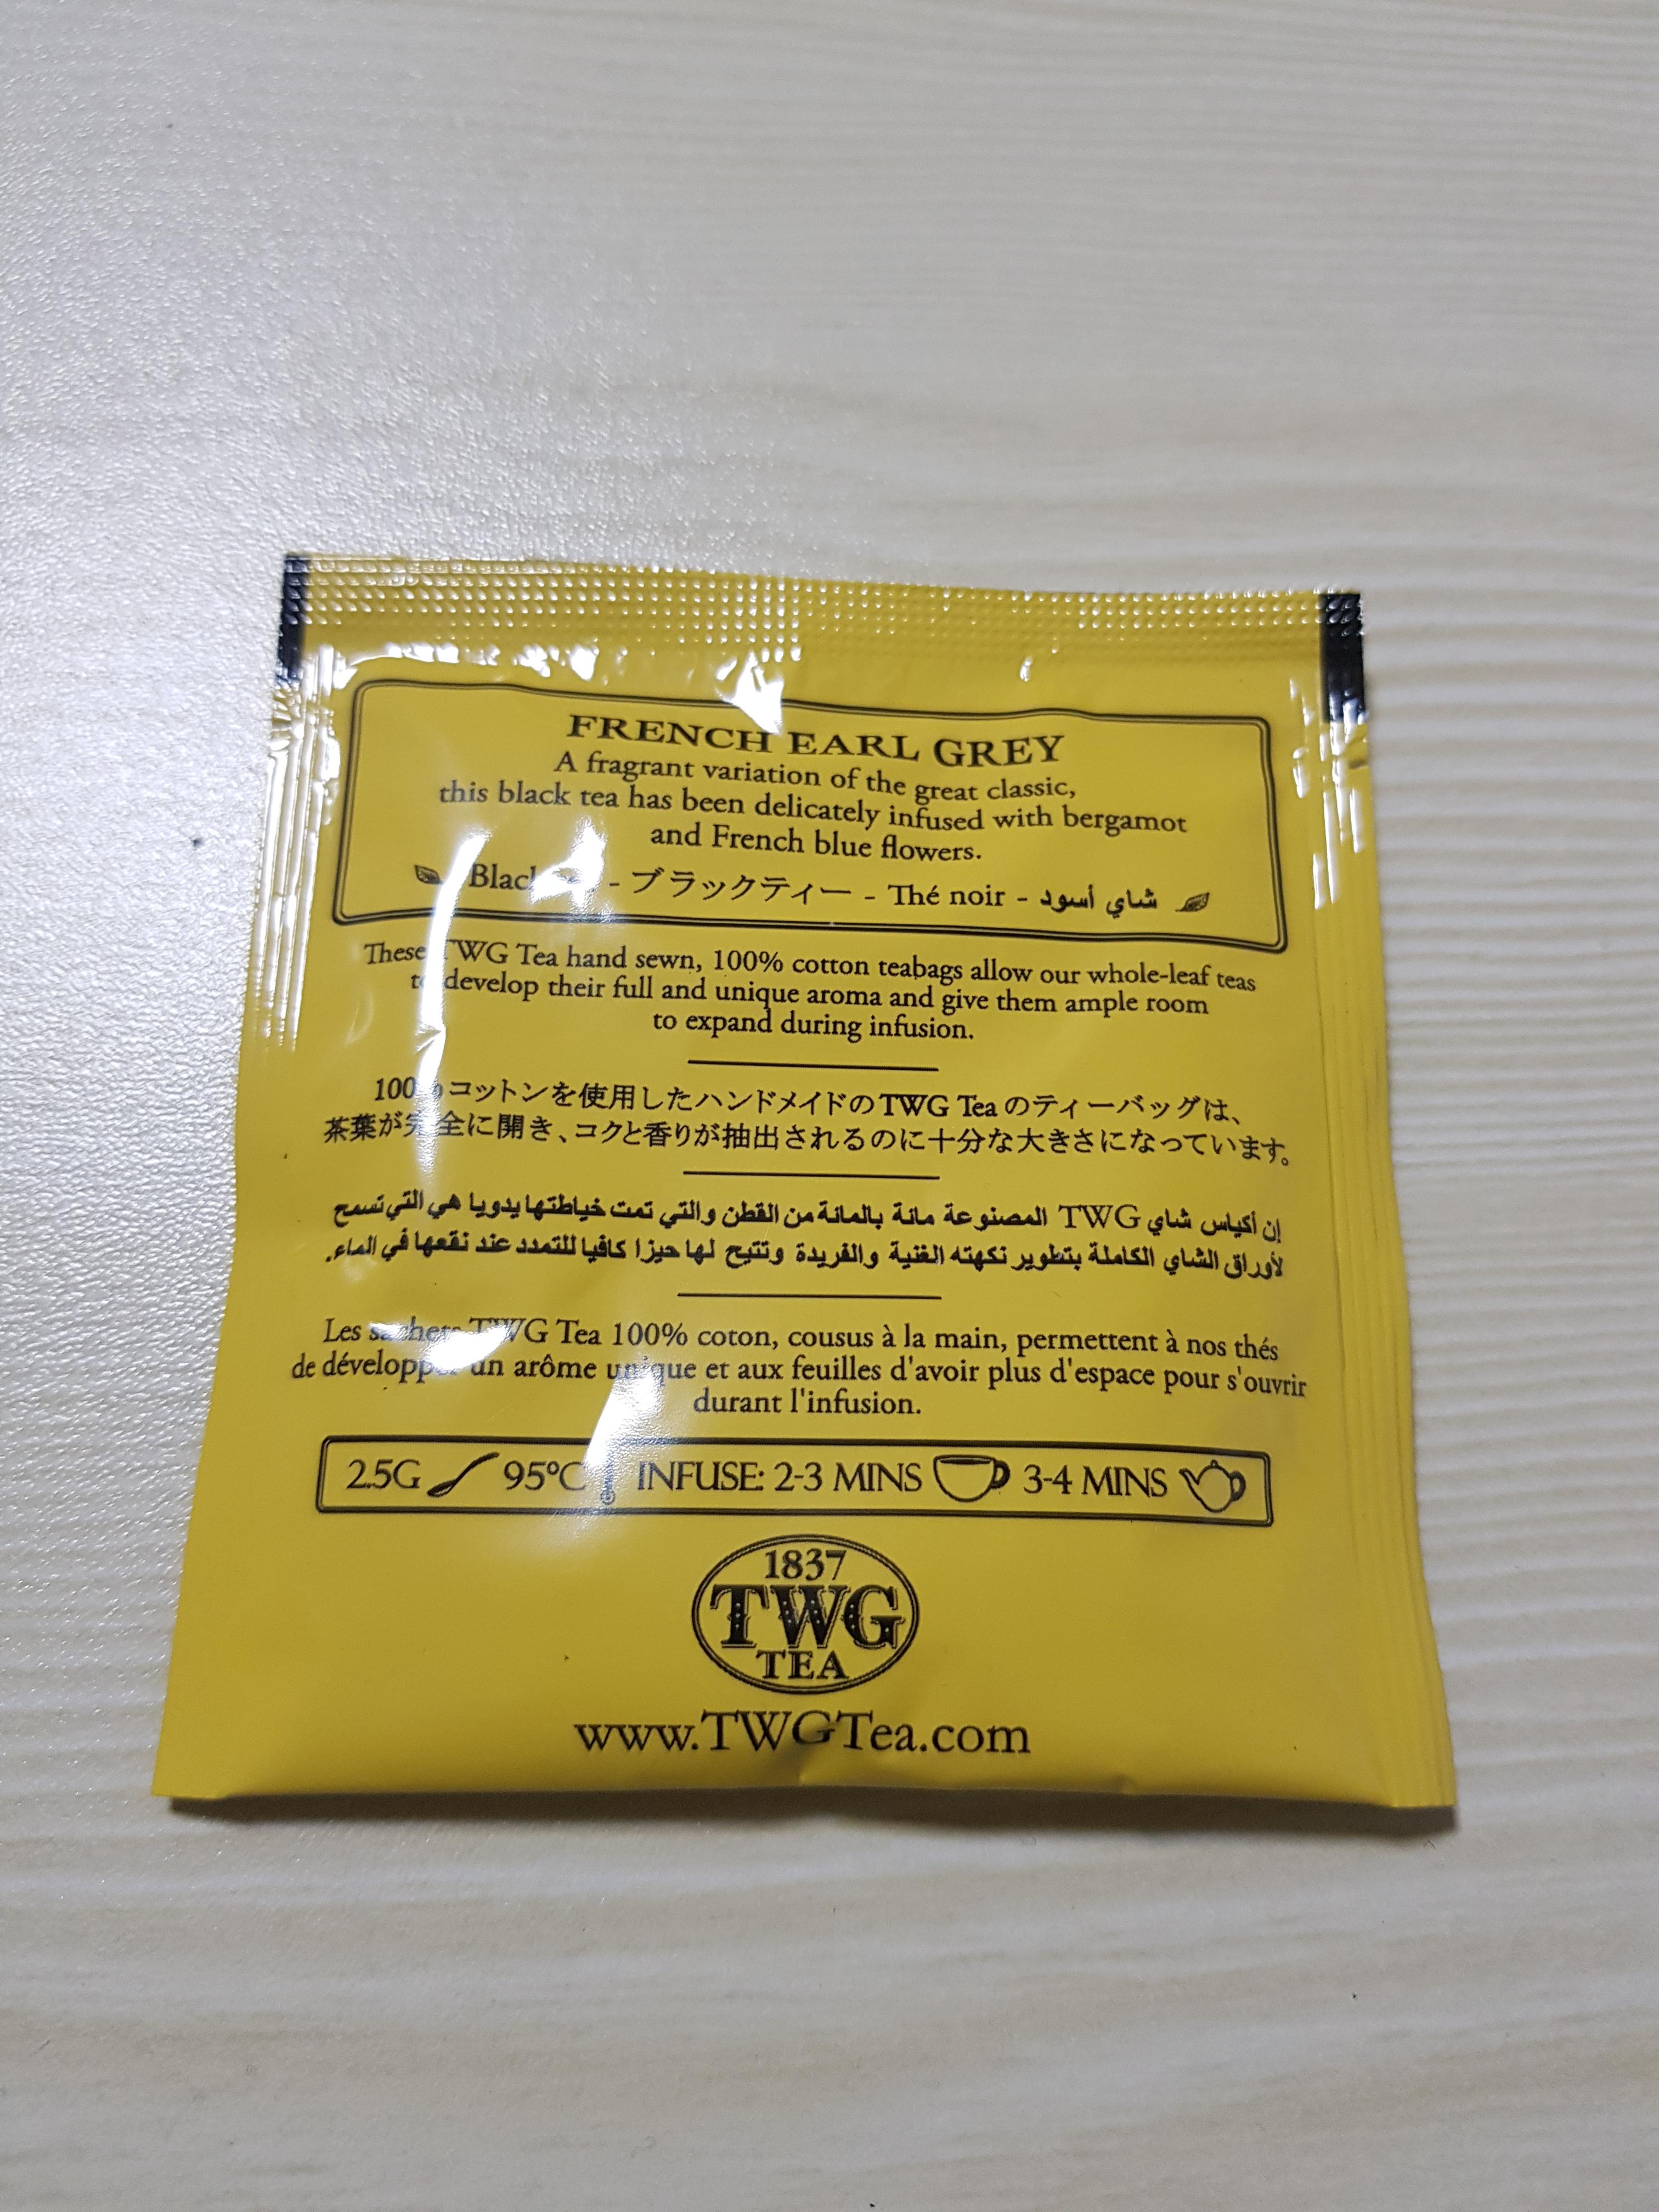 FRENCH EARL GREY
A fragrant variation of the great classic,
this black tea has been delicately infused with bergamot
and French blue flowers.
- ブラックティー - Thé noir - شاي أسود
These TWG Tea hand sewn, 100% cotton teabags allow our whole-leaf teas
to develop their full and unique aroma and give them ample room
to expand during infusion.
100%コットンを使用したハンドメイドのTWG Tea のティーバッグは、
茶葉が完全に開き、コクと香りが抽出されるのに十分な大きさになっています。
إن أكياس شاي TWG المصنوعة مائة بالمائة من القطن والتي تمت خياطتها يدويا هي التي تسمح
لأوراق الشاي الكاملة بتطوير نكهته الغنية والفريدة وتتيح لها حيزا كافيا للتمدد عند نقعها في الماء.
Les sachets TWG Tea 100% coton, cousus à la main, permettent à nos thés
de développer un arôme unique et aux feuilles d'avoir plus d'espace pour s'ouvrir
durant l'infusion.
2.5G 95°C INFUSE: 2-3 MINS 3-4 MINS
1837
TWG
TEA
www.TWGTea.com